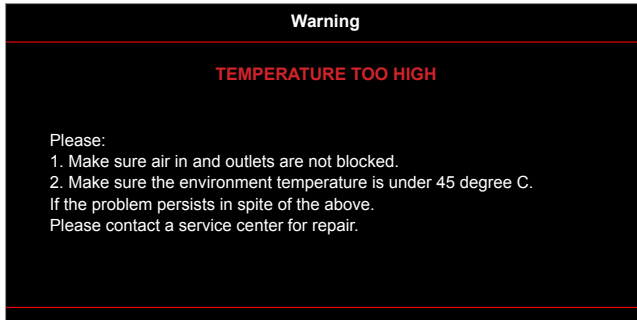 Warning
TEMPERATURE TOO HIGH
Please:
1. Make sure air in and outlets are not blocked.
2. Make sure the environment temperature is under 45 degree C.
If the problem persists in spite of the above.
Please contact a service center for repair.